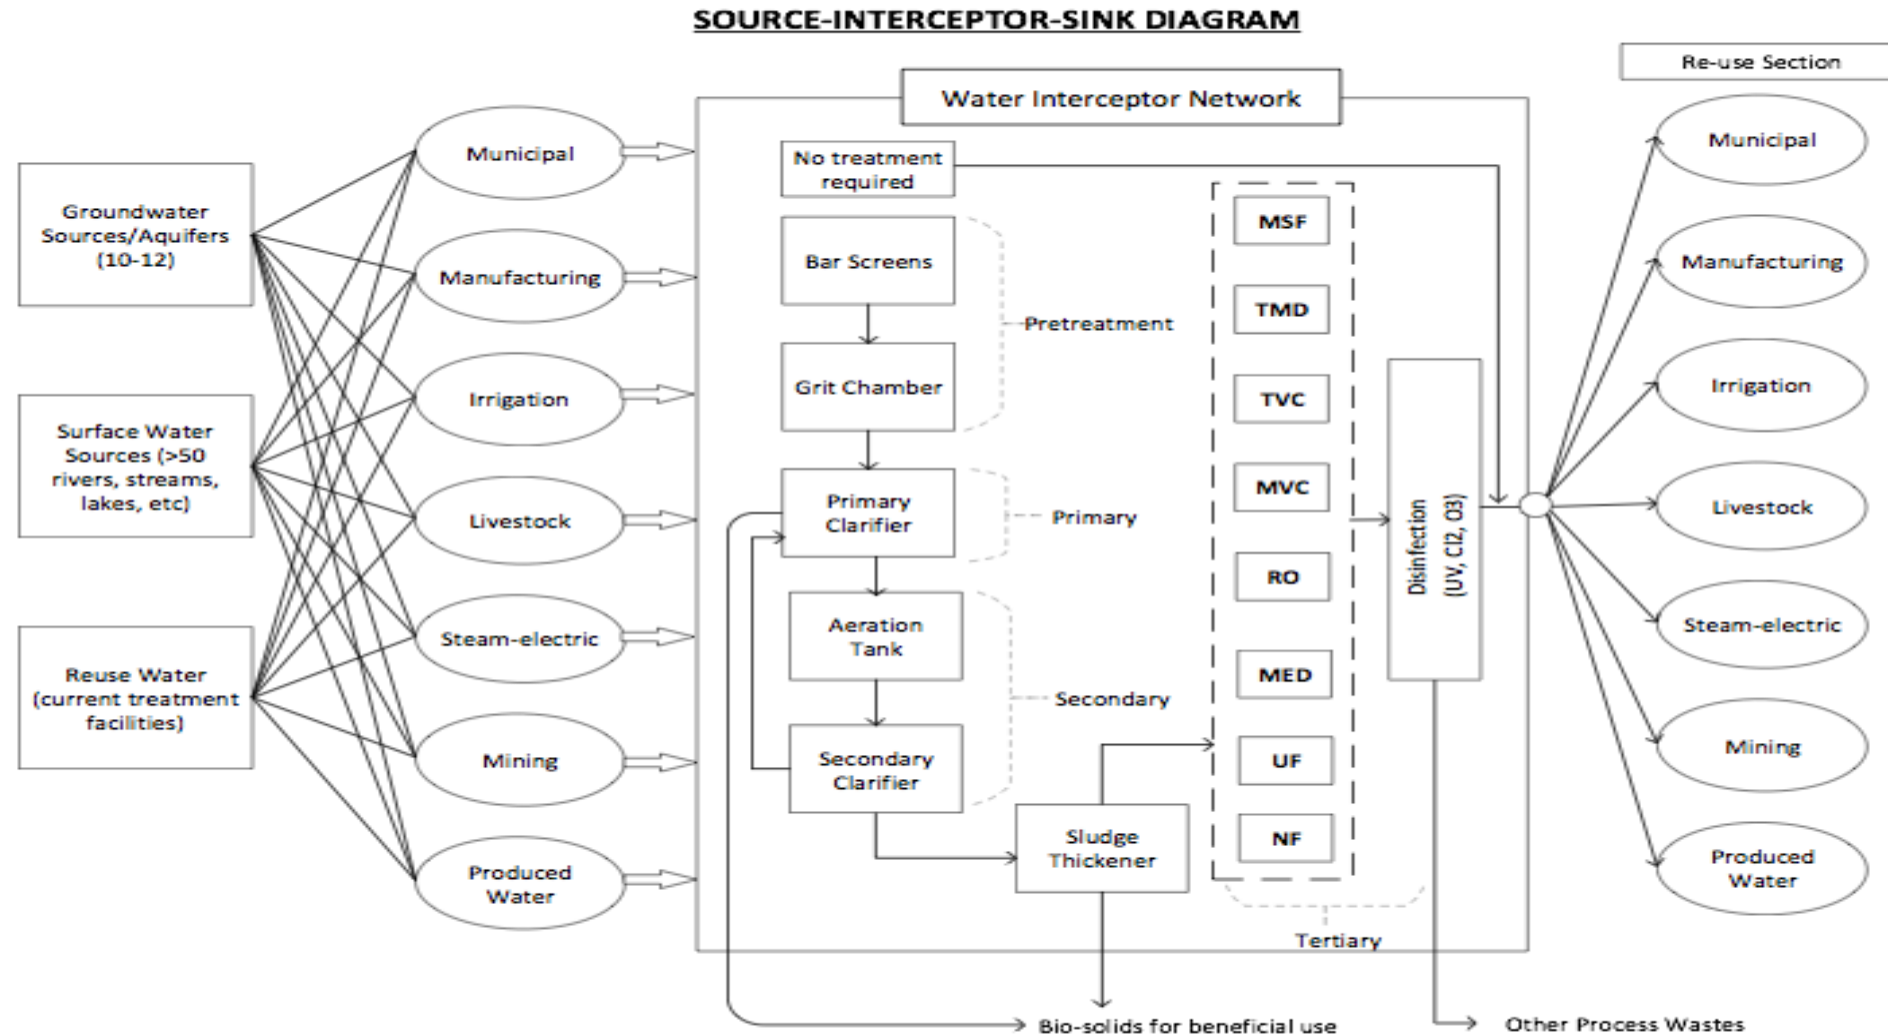 SOURCE-INTERCEPTOR-SINK DIAGRAM
Re-use Section
Water Interceptor Network
Groundwater
Sources/Aquifers
(10-12)
Surface Water
Sources (>50
rivers, streams,
lakes, etc)
Reuse Water
(current treatment
facilities)
Municipal
Manufacturing
Irrigation
Livestock
Steam-electric
Mining
Produced
Water
No treatment
required
Bar Screens
Grit Chamber
Pretreatment
Primary
Clarifier
Primary
Aeration
Tank
Secondary
Secondary
Clarifier
Sludge
Thickener
MSF
TMD
TVC
MVC
RO
MED
UF
NF
Tertiary
Disinfection
(UV, Cl2, O3)
Bio-solids for beneficial use
Other Process Wastes
Municipal
Manufacturing
Irrigation
Livestock
Steam-electric
Mining
Produced
Water